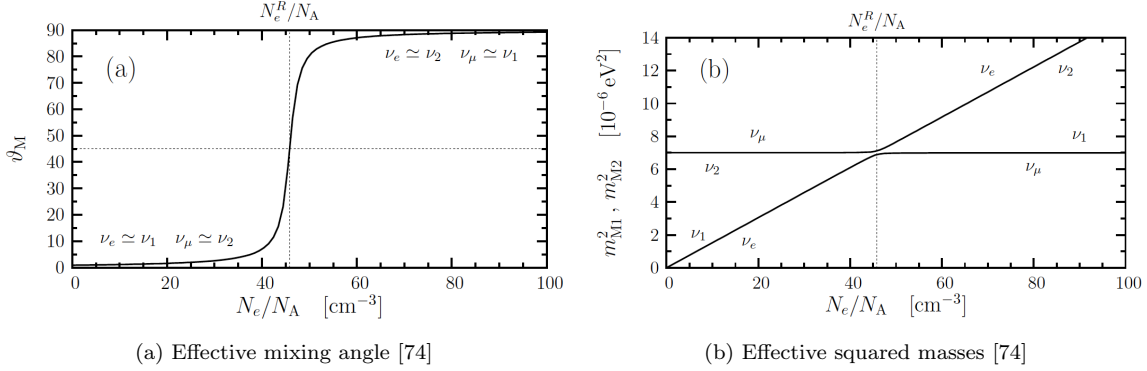 N_e^R/N_A
90
80
70
60
50
40
30
20
10
0
ϑ_M
(a)
ν_e ≃ ν_2 ν_μ ≃ ν_1
ν_e ≃ ν_1 ν_μ ≃ ν_2
0 20 40 60 80 100
N_e/N_A [cm⁻³]
(a) Effective mixing angle [74]
N_e^R/N_A
14
12
10
8
6
4
2
0
m²_M1 , m²_M2 [10⁻⁶ eV²]
(b)
ν_e
ν_2
ν_μ
ν_1
ν_2
ν_μ
ν_1
ν_e
0 20 40 60 80 100
N_e/N_A [cm⁻³]
(b) Effective squared masses [74]